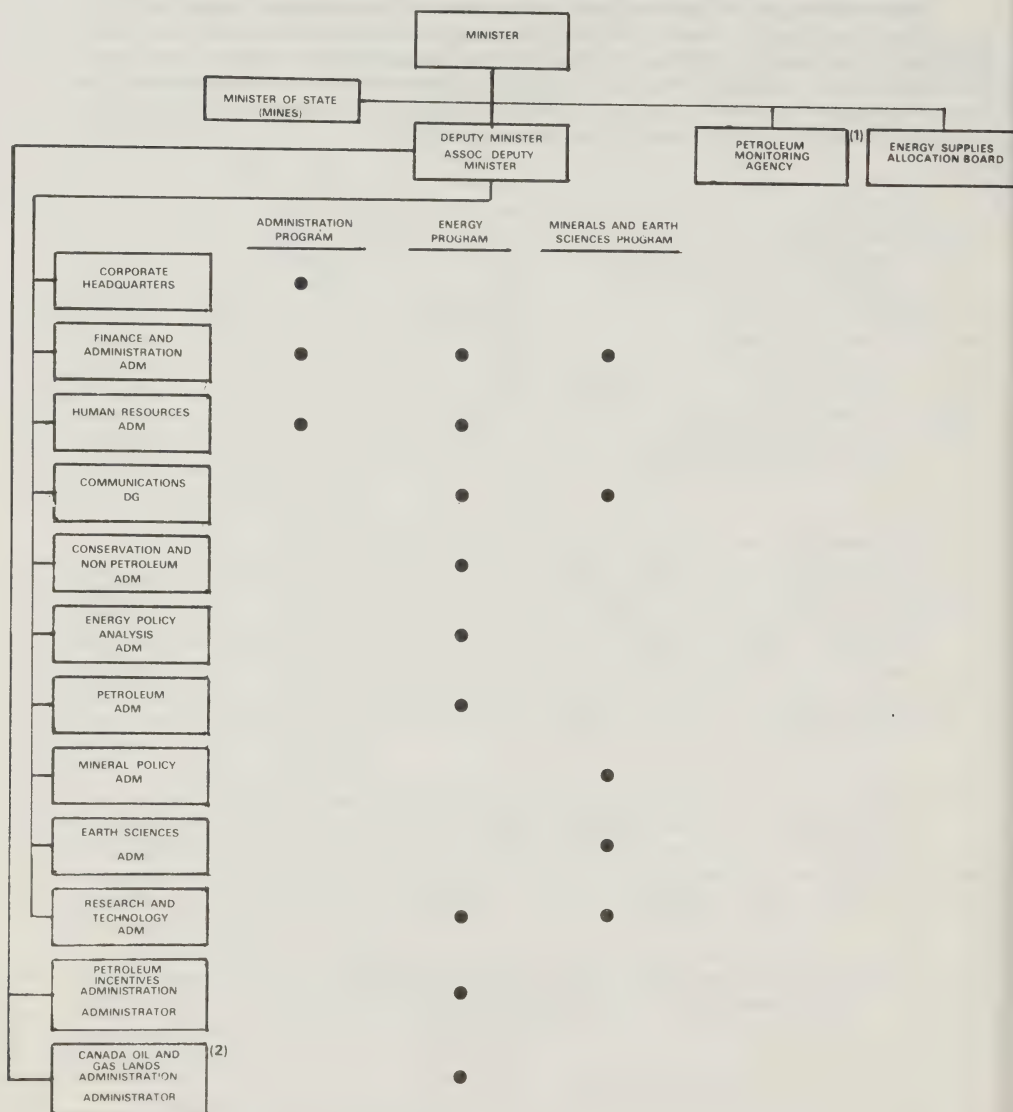 MINISTER
MINISTER OF STATE
(MINES)
DEPUTY MINISTER
ASSOC DEPUTY
MINISTER
PETROLEUM
MONITORING
AGENCY
(1)
ENERGY SUPPLIES
ALLOCATION BOARD
ADMINISTRATION
PROGRAM
ENERGY
PROGRAM
MINERALS AND EARTH
SCIENCES PROGRAM
CORPORATE
HEADQUARTERS
FINANCE AND
ADMINISTRATION
ADM
HUMAN RESOURCES
ADM
COMMUNICATIONS
DG
CONSERVATION AND
NON PETROLEUM
ADM
ENERGY POLICY
ANALYSIS
ADM
PETROLEUM
ADM
MINERAL POLICY
ADM
EARTH SCIENCES
ADM
RESEARCH AND
TECHNOLOGY
ADM
PETROLEUM
INCENTIVES
ADMINISTRATION
ADMINISTRATOR
CANADA OIL AND
GAS LANDS
ADMINISTRATION
ADMINISTRATOR
(2)